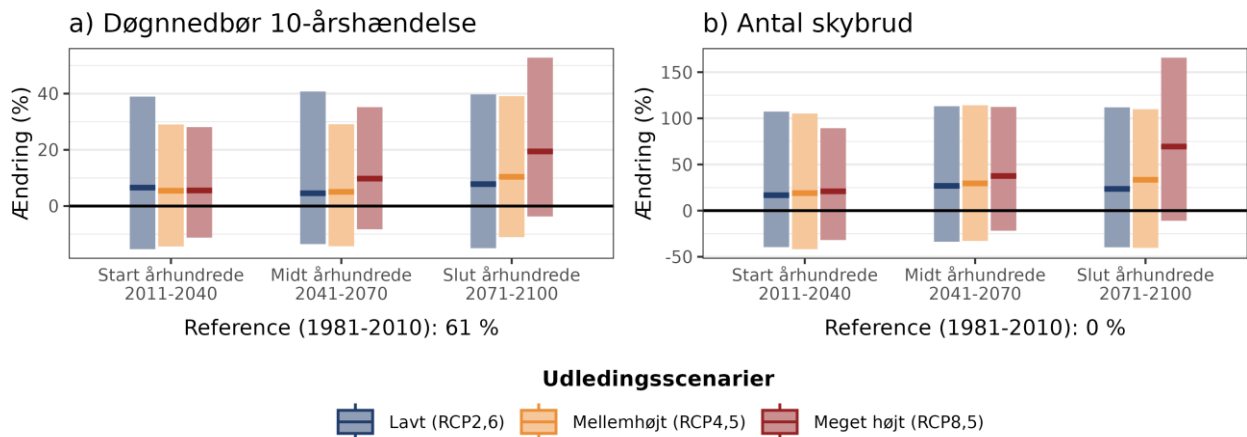 a) Døgnnedbør 10-årshændelse
Ændring (%)
40
20
0
Start århundrede
2011-2040
Midt århundrede
2041-2070
Slut århundrede
2071-2100
Reference (1981-2010): 61 %
b) Antal skybrud
Ændring (%)
150
100
50
0
-50
Start århundrede
2011-2040
Midt århundrede
2041-2070
Slut århundrede
2071-2100
Reference (1981-2010): 0 %
Udledingsscenarier
Lavt (RCP2,6)
Mellemhøjt (RCP4,5)
Meget højt (RCP8,5)